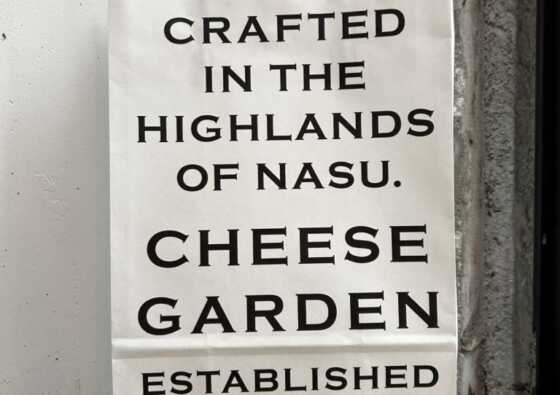 CRAFTED
IN THE
HIGHLANDS
OF NASU.
CHEESE
GARDEN
ESTABLISHED